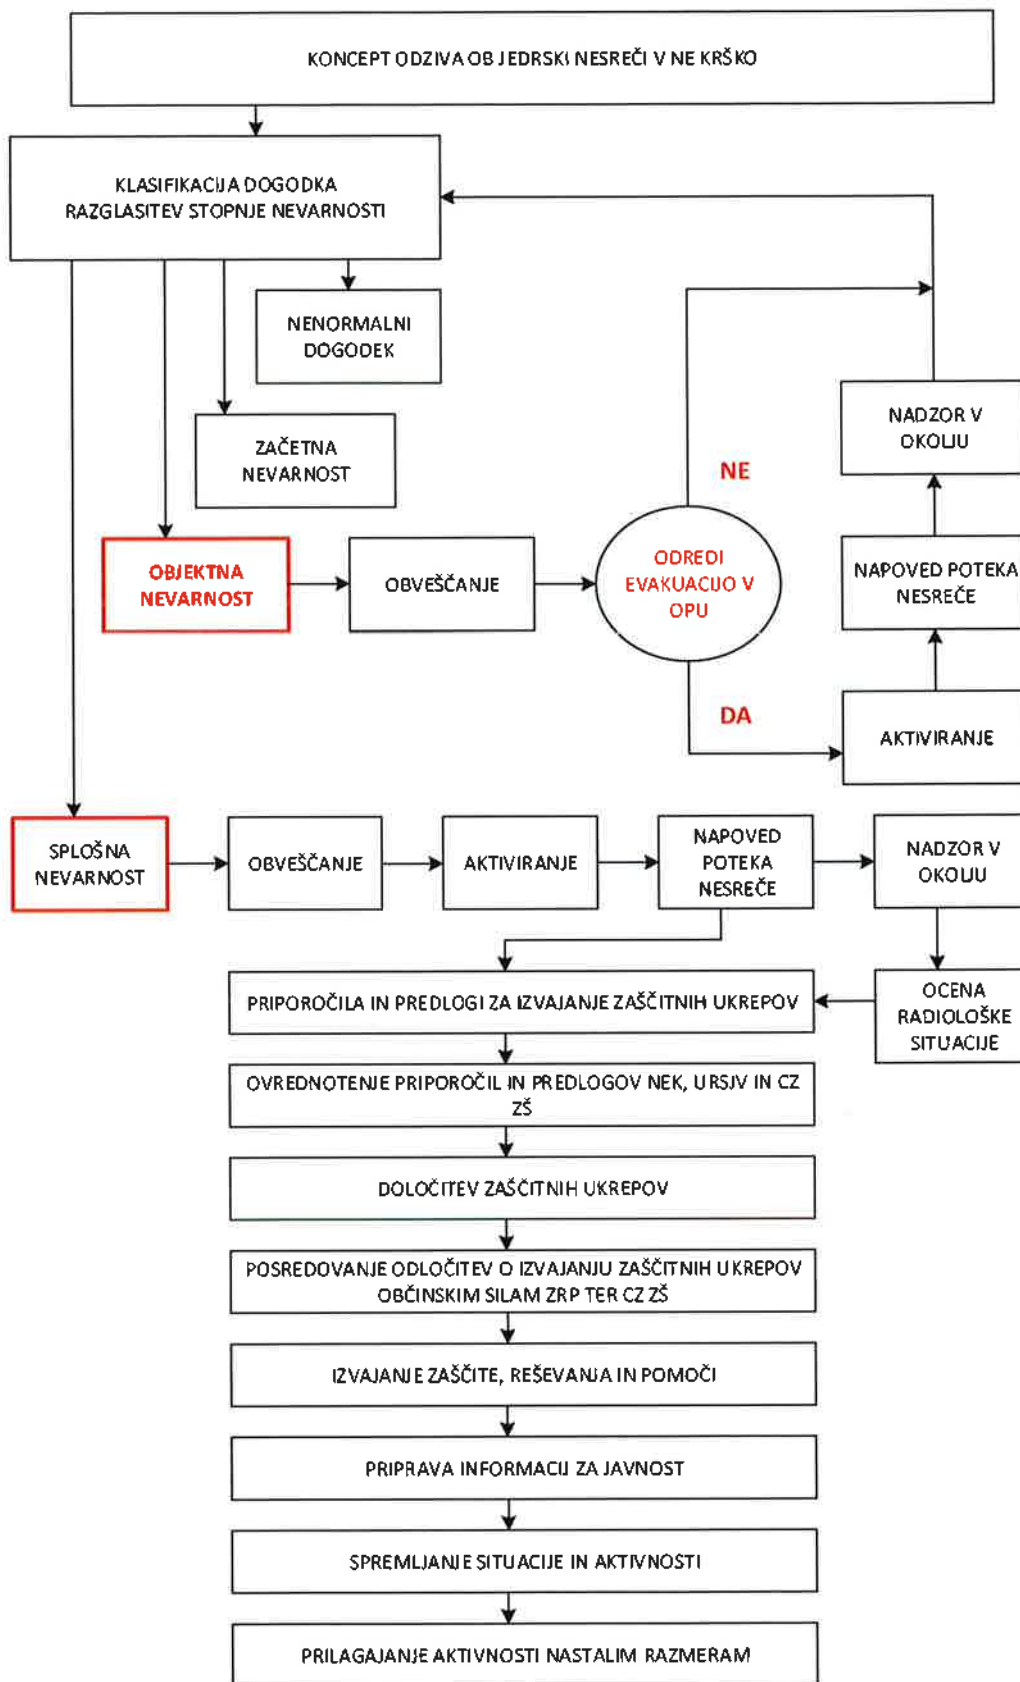 KONCEPT ODZIVA OB JEDRSKI NESREČI V NE KRŠKO
KLASIFIKACIJA DOGODKA
RAZGLASITEV STOPNJE NEVARNOSTI
NENORMALNI
DOGODEK
ZAČETNA
NEVARNOST
OBJEKTNA
NEVARNOST
OBVEŠČANJE
ODREDI
EVAKUACIJO V
OPU
NE
DA
NADZOR V
OKOLJU
NAPOVED POTEKA
NESREČE
AKTIVIRANJE
SPLOŠNA
NEVARNOST
OBVEŠČANJE
AKTIVIRANJE
NAPOVED
POTEKA
NESREČE
NADZOR V
OKOLJU
OCENA
RADIOLOŠKE
SITUACIJE
PRIPOROČILA IN PREDLOGI ZA IZVAJANJE ZAŠČITNIH UKREPOV
OVREDNOTENJE PRIPOROČIL IN PREDLOGOV NEK, URSJV IN CZ
ZŠ
DOLOČITEV ZAŠČITNIH UKREPOV
POSREDOVANJE ODLOČITEV O IZVAJANJU ZAŠČITNIH UKREPOV
OBČINSKIM SILAM ZRP TER CZ ZŠ
IZVAJANJE ZAŠČITE, REŠEVANJA IN POMOČI
PRIPRAVA INFORMACIJ ZA JAVNOST
SPREMLJANJE SITUACIJE IN AKTIVNOSTI
PRILAGAJANJE AKTIVNOSTI NASTALIM RAZMERAM